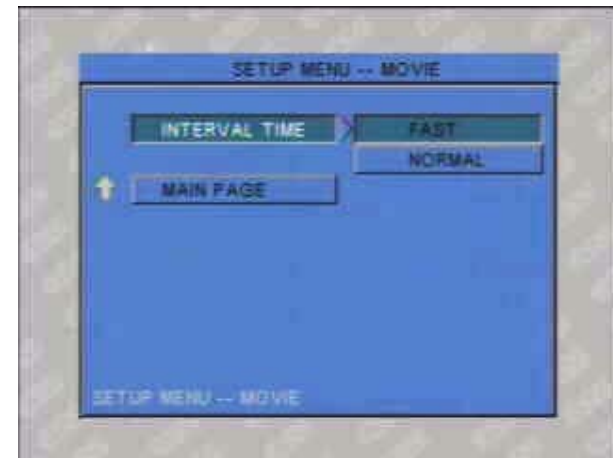 SETUP MENU -- MOVIE
INTERVAL TIME FAST
NORMAL
MAIN PAGE
SETUP MENU -- MOVIE